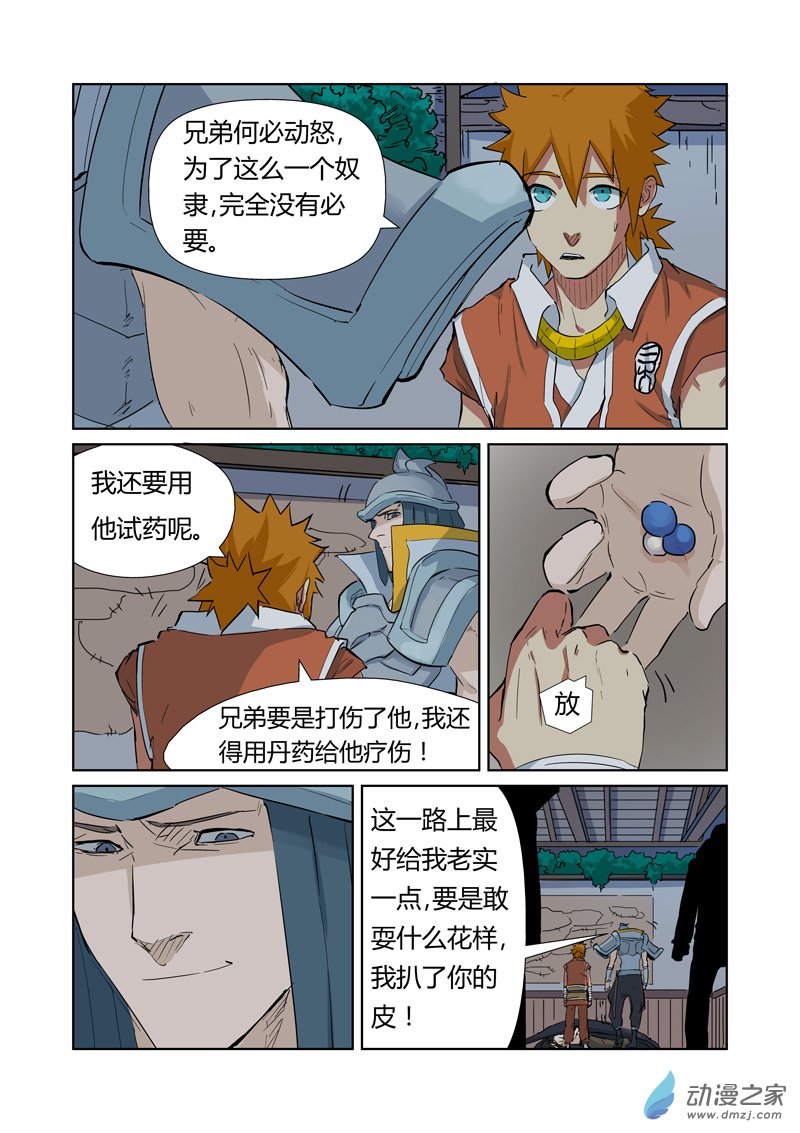 兄弟何必动怒，
为了这么一个奴
隶，完全没有必
要。
我还要用
他试药呢。
兄弟要是打伤了他，我还
得用丹药给他疗伤！
放
这一路上最
好给我老实
一点，要是敢
耍什么花样，
我扒了你的
皮！
动漫之家
www.dmzj.com